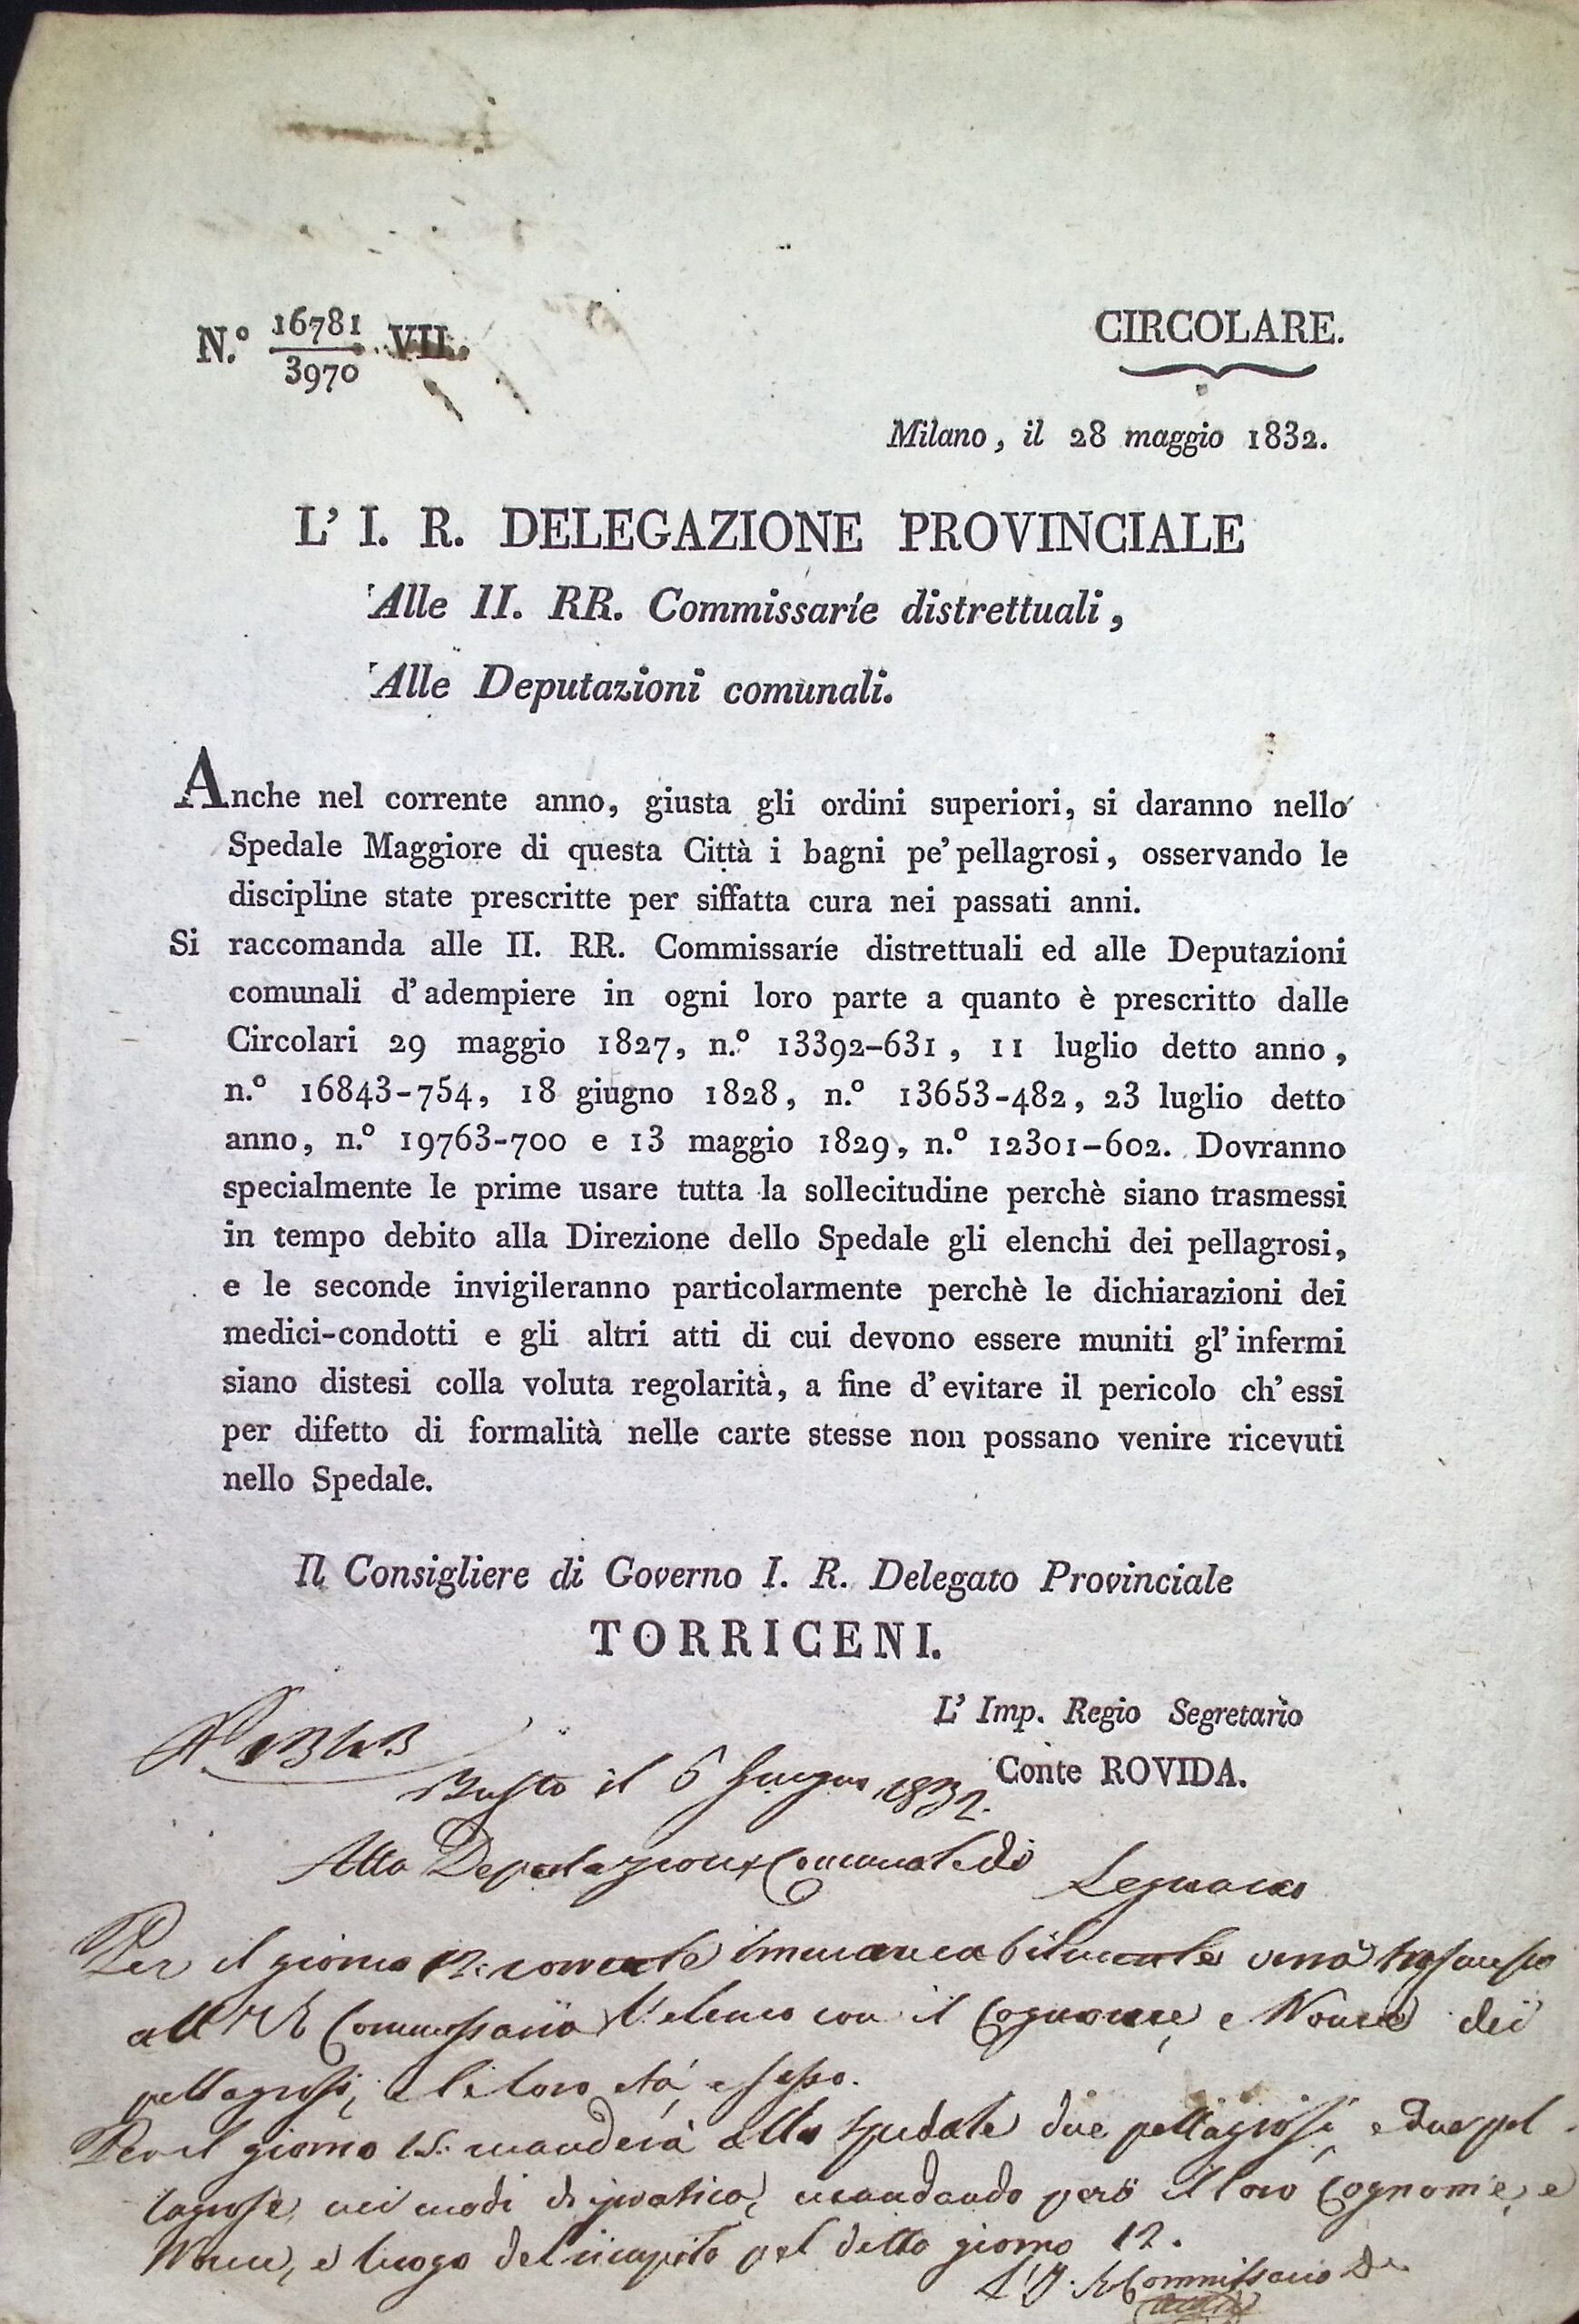 N.º 16781/3970 VII.
CIRCOLARE.
Milano, il 28 maggio 1832.
L' I. R. DELEGAZIONE PROVINCIALE
Alle II. RR. Commissaríe distrettuali,
Alle Deputazioni comunali.
Anche nel corrente anno, giusta gli ordini superiori, si daranno nello
Spedale Maggiore di questa Città i bagni pe' pellagrosi, osservando le
discipline state prescritte per siffatta cura nei passati anni.
Si raccomanda alle II. RR. Commissaríe distrettuali ed alle Deputazioni
comunali d'adempiere in ogni loro parte a quanto è prescritto dalle
Circolari 29 maggio 1827, n.º 13392-631, 11 luglio detto anno,
n.º 16843-754, 18 giugno 1828, n.º 13653-482, 23 luglio detto
anno, n.º 19763-700 e 13 maggio 1829, n.º 12301-602. Dovranno
specialmente le prime usare tutta la sollecitudine perchè siano trasmessi
in tempo debito alla Direzione dello Spedale gli elenchi dei pellagrosi,
e le seconde invigileranno particolarmente perchè le dichiarazioni dei
medici-condotti e gli altri atti di cui devono essere muniti gl'infermi
siano distesi colla voluta regolarità, a fine d'evitare il pericolo ch'essi
per difetto di formalità nelle carte stesse non possano venire ricevuti
nello Spedale.
Il Consigliere di Governo I. R. Delegato Provinciale
TORRICENI.
L' Imp. Regio Segretario
Conte ROVIDA.
Busto il 6 Giugno 1832.
Alla Deputazione Comunale di Legnano
Per il giorno 12: corrente immancabilmente verrà trasmesso
all' I R Commissario l'elenco con il Cognome, e Nome dei
pellagrosi, e la loro età, e sesso.
Per il giorno 15: manderà allo Spedale due pellagrosi, e due pel-
lagrose, nei modi di pratica, mandando però il loro Cognome, e
Nome, e luogo del ricapito pel detto giorno 12.
L'I. R. Commissario